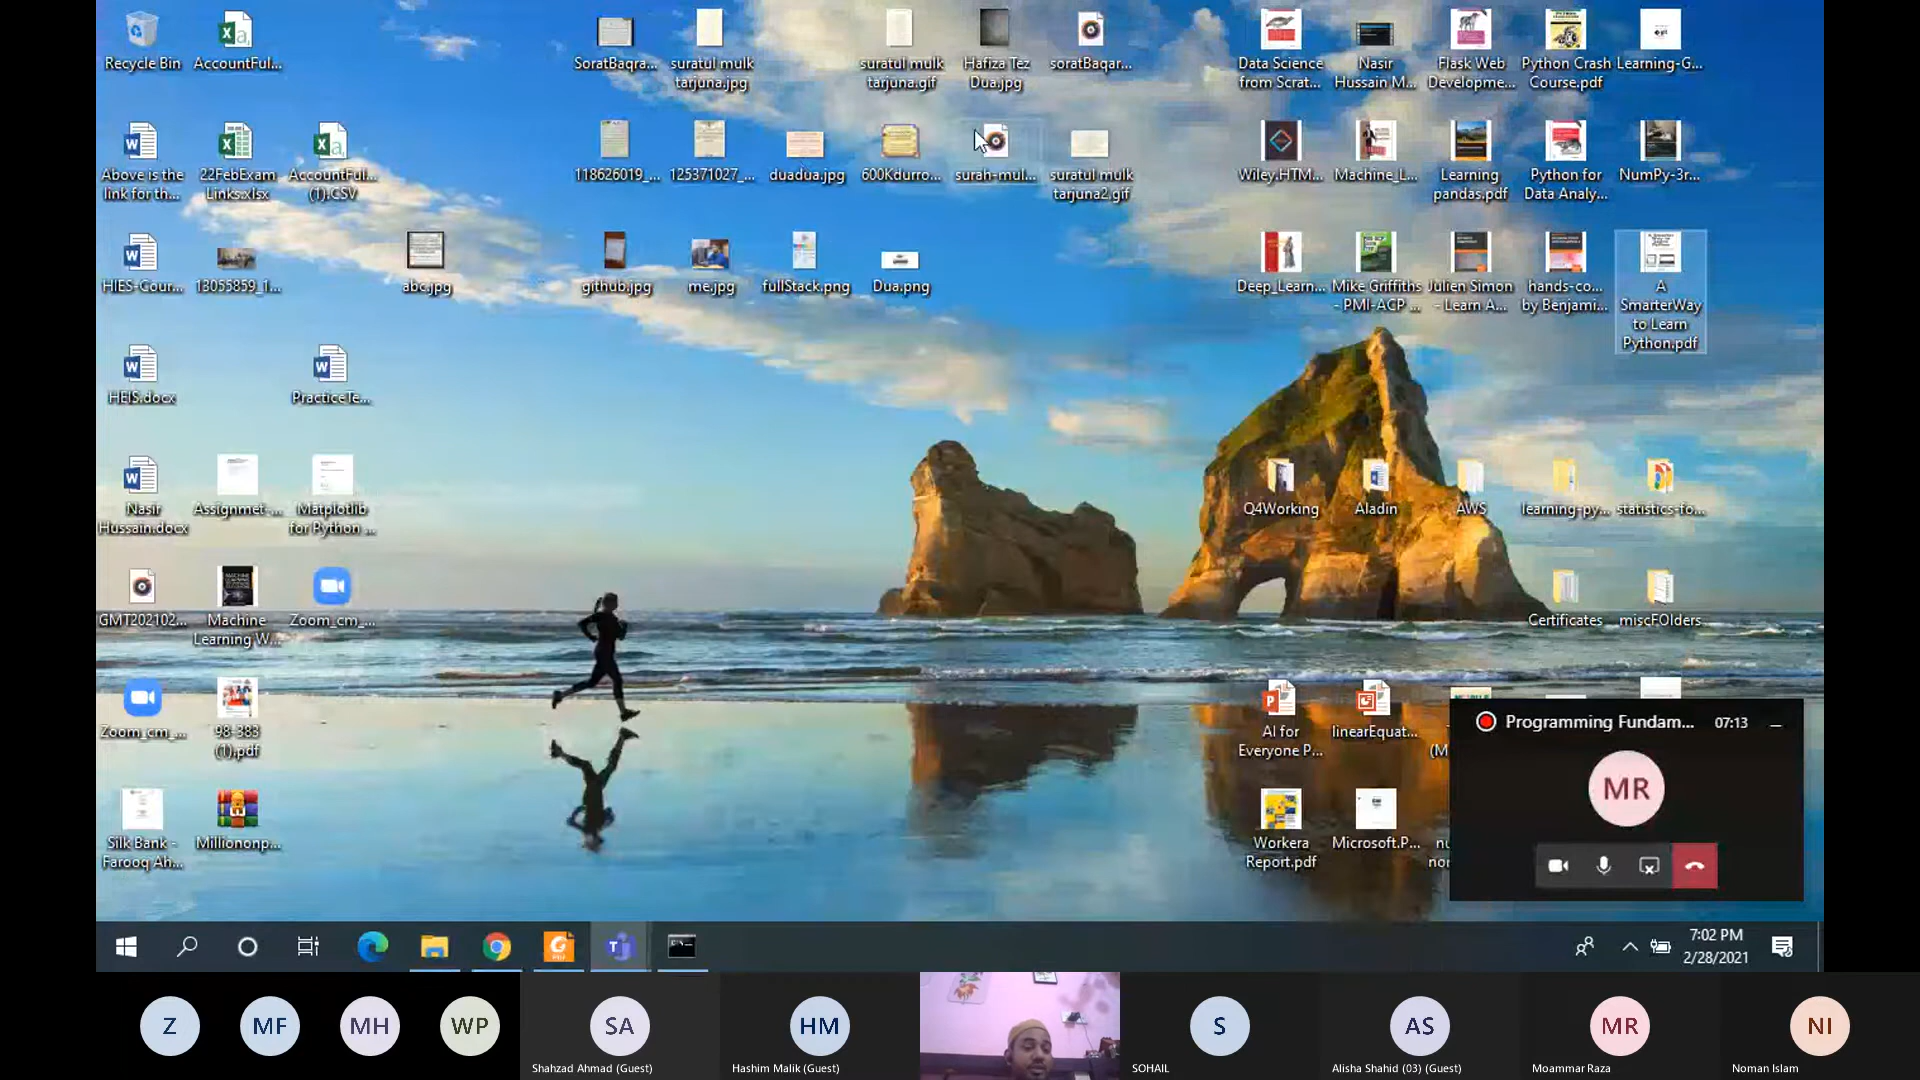 Recycle Bin
AccountFul...
SoratBaqra...
suratul mulk
tarjuna.jpg
suratul mulk
tarjuna.gif
Hafiza Tez
Dua.jpg
soratBaqar...
Data Science
from Scrat...
Nasir
Hussain M...
Flask Web
Developme...
Python Crash
Course.pdf
Learning-G...
Above is the
link for th...
22FebExam
Links.xlsx
AccountFul...
(1).CSV
118626019_...
125371027_...
duadua.jpg
600Kdurro...
surah-mul...
suratul mulk
tarjuna2.gif
Wiley.HTM...
Machine_L...
Learning
pandas.pdf
Python for
Data Analy...
NumPy-3r...
HIES-Cour...
13055859_1...
abc.jpg
github.jpg
me.jpg
fullStack.png
Dua.png
Deep_Learn...
Mike Griffiths
- PMI-ACP ...
Julien Simon
- Learn A...
hands-co...
by Benjami...
A
SmarterWay
to Learn
Python.pdf
HEIS.docx
PracticeTe...
Nasir
Hussain.docx
Assignmet-...
Matplotlib
for Python ...
Q4Working
Aladin
AWS
learning-py...
statistics-fo...
GMT202102...
Machine
Learning W...
Zoom_cm_...
Certificates
miscFOlders
Zoom_cm_...
98-383
(1).pdf
AI for
Everyone P...
linearEquat...
(M
Programming Fundam...
07:13
MR
Silk Bank -
Farooq Ah...
Milliononp...
Workera
Report.pdf
Microsoft.P...
nu
nor
7:02 PM
2/28/2021
Z
MF
MH
WP
SA
Shahzad Ahmad (Guest)
HM
Hashim Malik (Guest)
S
SOHAIL
AS
Alisha Shahid (03) (Guest)
MR
Moammar Raza
NI
Noman Islam